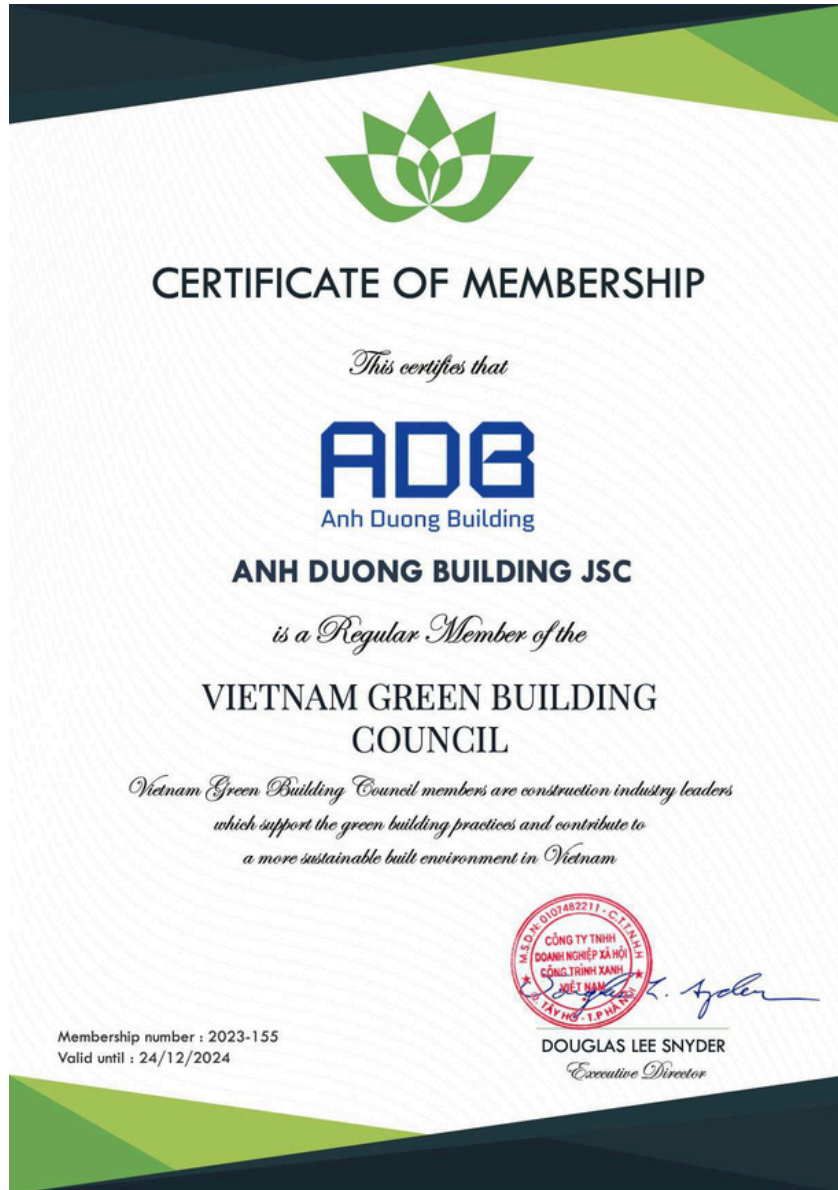 CERTIFICATE OF MEMBERSHIP
This certifies that
ADB
Anh Duong Building
ANH DUONG BUILDING JSC
is a Regular Member of the
VIETNAM GREEN BUILDING
COUNCIL
Vietnam Green Building Council members are construction industry leaders
which support the green building practices and contribute to
a more sustainable built environment in Vietnam
M.S.D.N: 0107482211 - C.T.T.N.H.H
CÔNG TY TNHH
DOANH NGHIỆP XÃ HỘI
CÔNG TRÌNH XANH
VIỆT NAM
Q. TÂY HỒ - T.P HÀ NỘI
Douglas L. Snyder
DOUGLAS LEE SNYDER
Executive Director
Membership number : 2023-155
Valid until : 24/12/2024